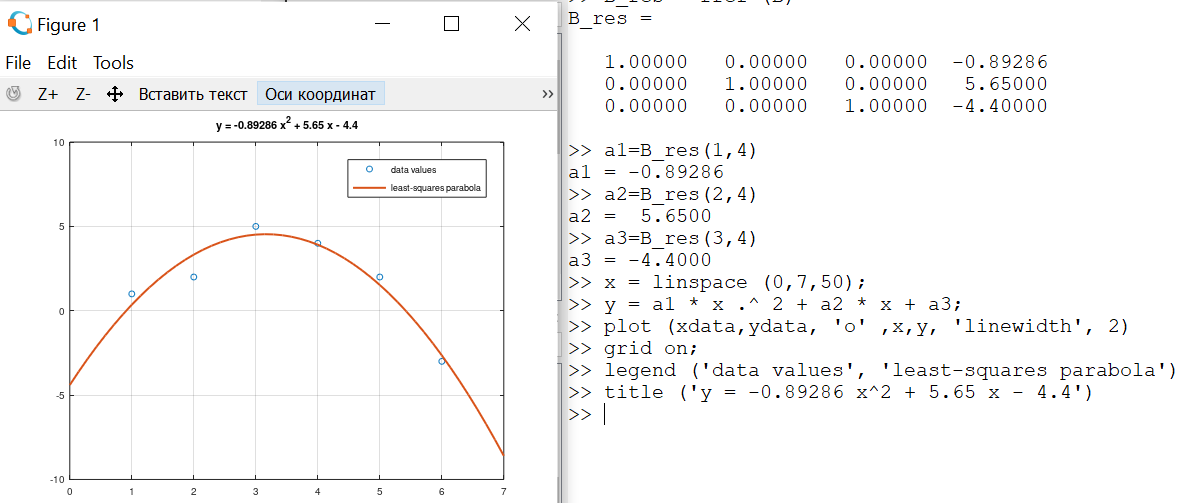 Figure 1
File Edit Tools
Z+ Z- Вставить текст Оси координат »
y = -0.89286 x^2 + 5.65 x - 4.4
data values
least-squares parabola
10
5
0
-5
-10
0 1 2 3 4 5 6 7
B_res =
1.00000 0.00000 0.00000 -0.89286
0.00000 1.00000 0.00000 5.65000
0.00000 0.00000 1.00000 -4.40000
>> a1=B_res(1,4)
a1 = -0.89286
>> a2=B_res(2,4)
a2 = 5.6500
>> a3=B_res(3,4)
a3 = -4.4000
>> x = linspace (0,7,50);
>> y = a1 * x .^ 2 + a2 * x + a3;
>> plot (xdata,ydata, 'o' ,x,y, 'linewidth', 2)
>> grid on;
>> legend ('data values', 'least-squares parabola')
>> title ('y = -0.89286 x^2 + 5.65 x - 4.4')
>>